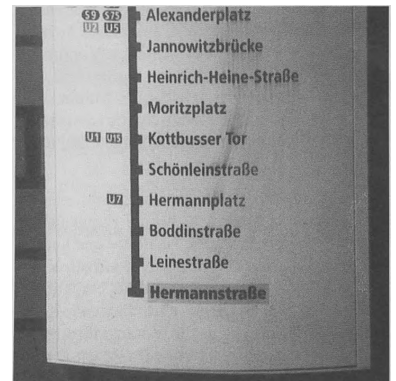 S9 S75 Alexanderplatz
U2 U5
Jannowitzbrücke
Heinrich-Heine-Straße
Moritzplatz
U1 U15 Kottbusser Tor
Schönleinstraße
U7 Hermannplatz
Boddinstraße
Leinestraße
Hermannstraße